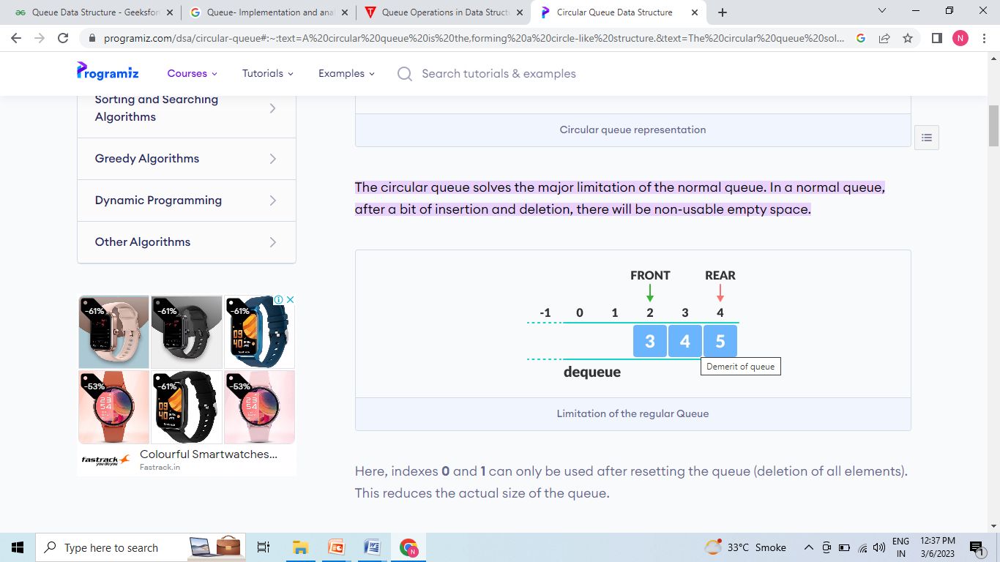 Queue Data Structure - Geeksfor
Queue- Implementation and anal
Queue Operations in Data Struct
Circular Queue Data Structure
programiz.com/dsa/circular-queue#:~:text=A%20circular%20queue%20is%20the,forming%20a%20circle-like%20structure.&text=The%20circular%20queue%20sol...
N
Programiz
Courses
Tutorials
Examples
Search tutorials & examples
Sorting and Searching
Algorithms
Greedy Algorithms
Dynamic Programming
Other Algorithms
Circular queue representation
The circular queue solves the major limitation of the normal queue. In a normal queue,
after a bit of insertion and deletion, there will be non-usable empty space.
FRONT REAR
-1 0 1 2 3 4
3 4 5
Demerit of queue
dequeue
Limitation of the regular Queue
Here, indexes 0 and 1 can only be used after resetting the queue (deletion of all elements).
This reduces the actual size of the queue.
-61% -61% -61%
-53% -61% -53%
fastrack
you do you
Colourful Smartwatches...
Fastrack.in
Type here to search
33°C Smoke
ENG
IN
12:37 PM
3/6/2023
1